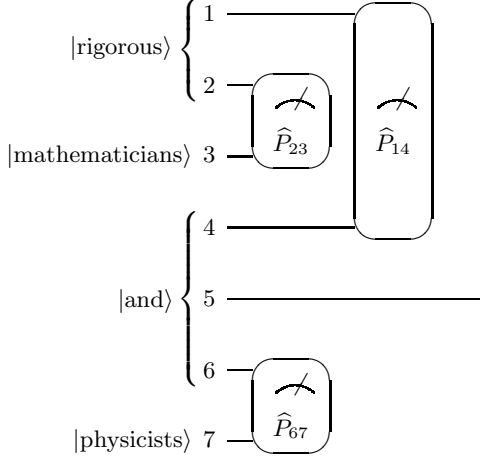 1
|rigorous⟩
2
P̂₂₃
P̂₁₄
|mathematicians⟩ 3
4
|and⟩ 5
6
P̂₆₇
|physicists⟩ 7